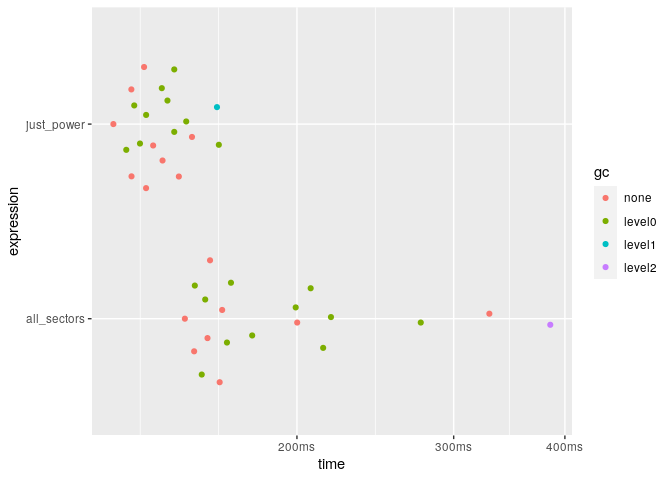 just_power
all_sectors
expression
200ms
300ms
400ms
time
gc
none
level0
level1
level2